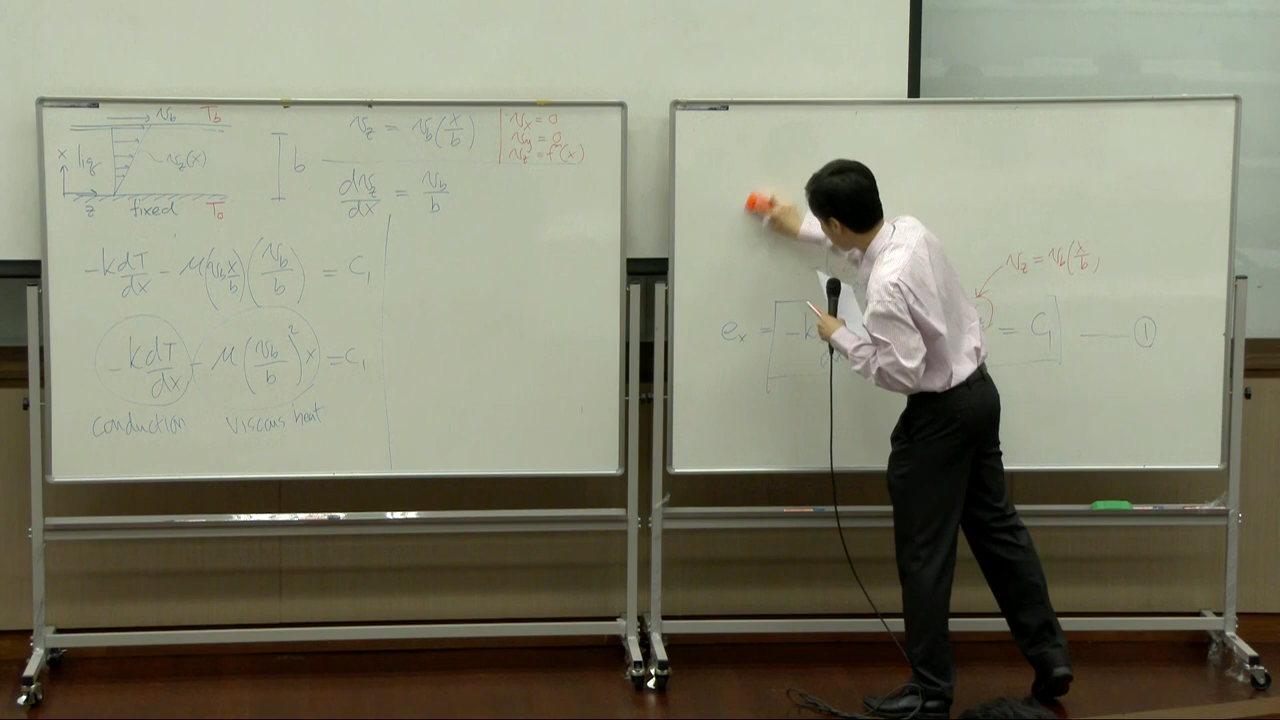 v_b T_b
x liq v_z(x) b
z fixed T_0
v_z = v_b(x/b)
v_x = 0
v_y = 0
v_z = f(x)
dv_z/dx = v_b/b
-k dT/dx - μ(v_b x/b)(v_b/b) = C_1
-k dT/dx - μ(v_b/b)^2 x = C_1
conduction viscous heat
v_z = v_b(x/b)
e_x = -k = C_1 —— ①